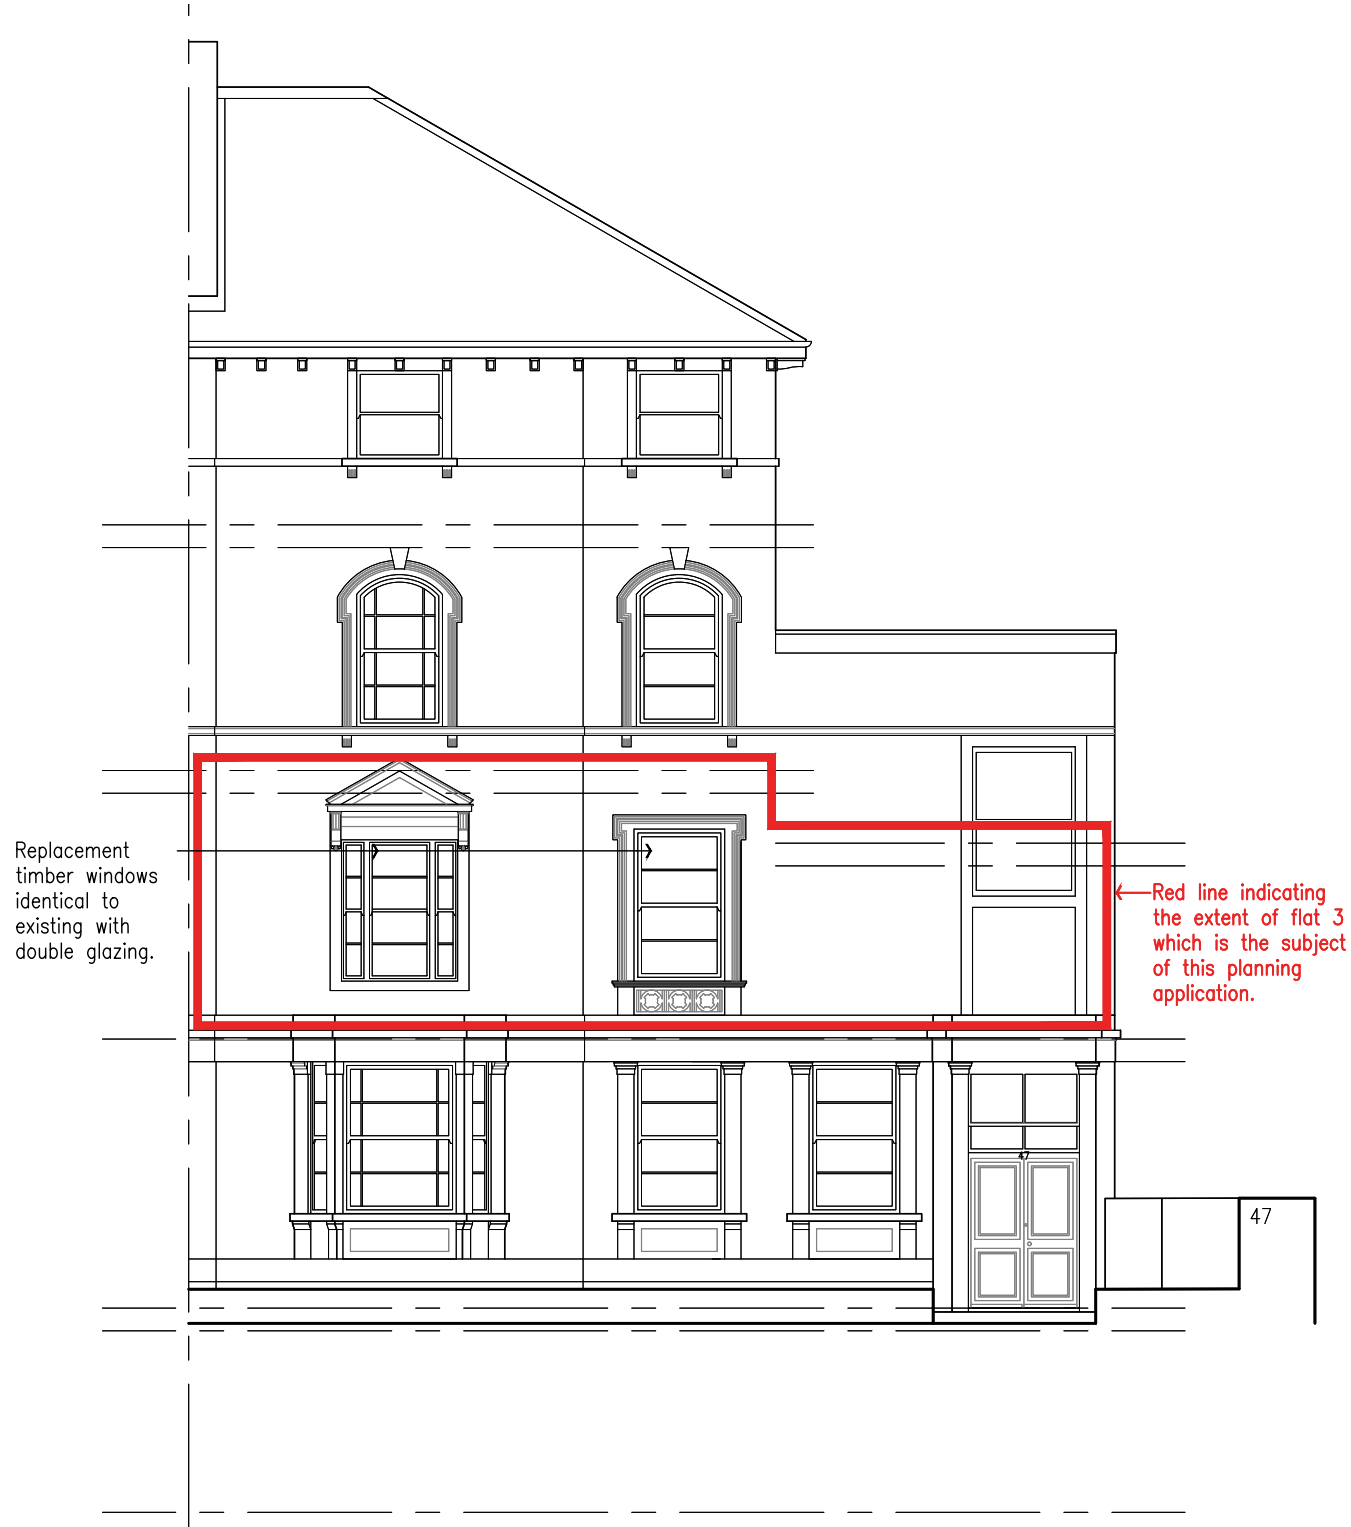 Replacement
timber windows
identical to
existing with
double glazing.
Red line indicating
the extent of flat 3
which is the subject
of this planning
application.
47
47